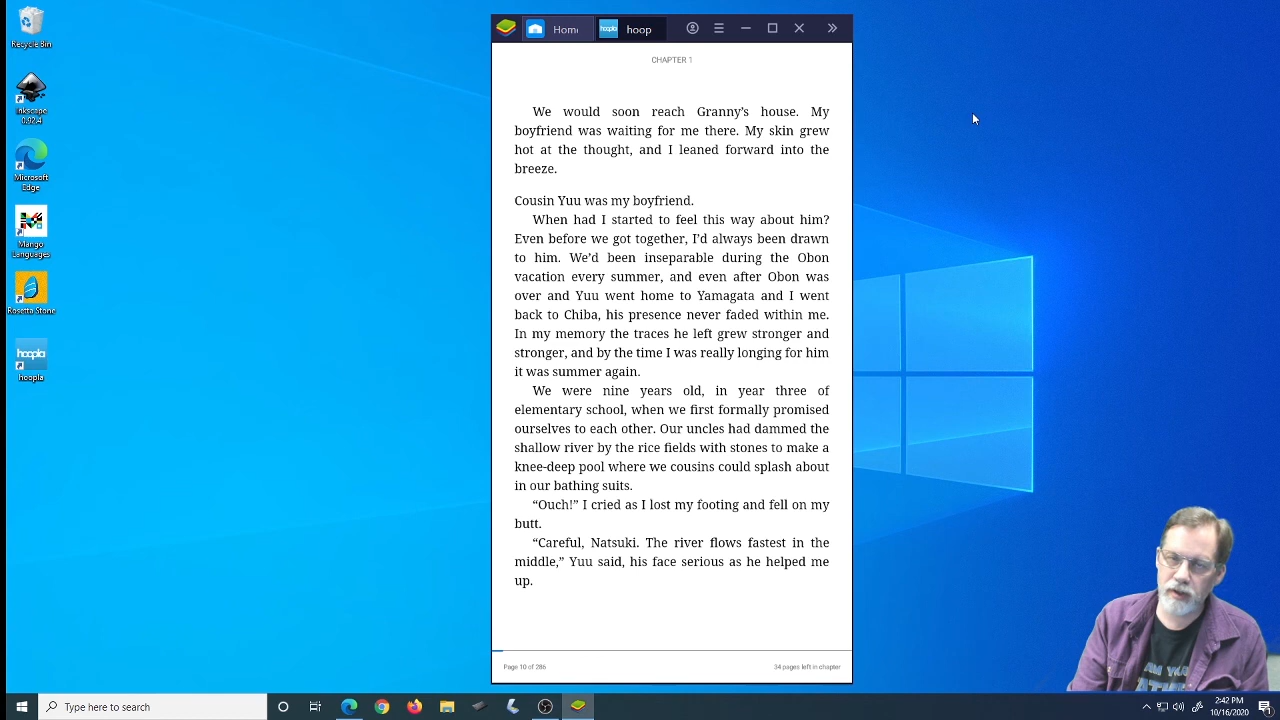 Recycle Bin
Inkscape
0.92.4
Microsoft
Edge
Mango
Languages
Rosetta Stone
hoopla
hoopla
Home
hoopla
hoop
CHAPTER 1
We would soon reach Granny’s house. My
boyfriend was waiting for me there. My skin grew
hot at the thought, and I leaned forward into the
breeze.
Cousin Yuu was my boyfriend.
When had I started to feel this way about him?
Even before we got together, I’d always been drawn
to him. We’d been inseparable during the Obon
vacation every summer, and even after Obon was
over and Yuu went home to Yamagata and I went
back to Chiba, his presence never faded within me.
In my memory the traces he left grew stronger and
stronger, and by the time I was really longing for him
it was summer again.
We were nine years old, in year three of
elementary school, when we first formally promised
ourselves to each other. Our uncles had dammed the
shallow river by the rice fields with stones to make a
knee-deep pool where we cousins could splash about
in our bathing suits.
“Ouch!” I cried as I lost my footing and fell on my
butt.
“Careful, Natsuki. The river flows fastest in the
middle,” Yuu said, his face serious as he helped me
up.
Page 10 of 286
34 pages left in chapter
Type here to search
2:42 PM
10/16/2020